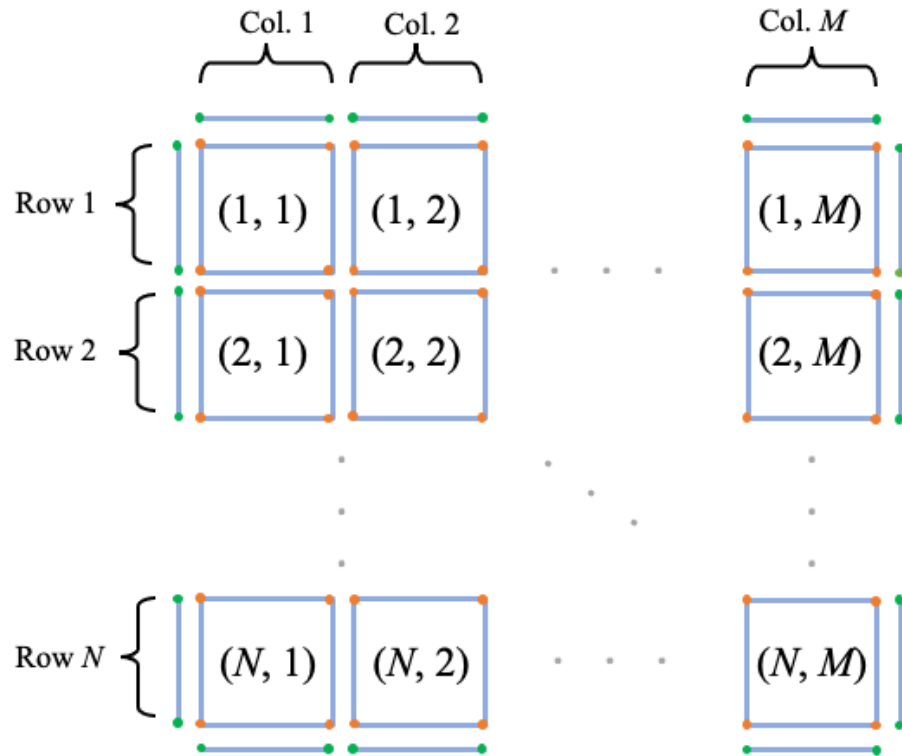 Col. 1 Col. 2 Col. M
Row 1 (1, 1) (1, 2) (1, M)
Row 2 (2, 1) (2, 2) (2, M)
Row N (N, 1) (N, 2) (N, M)